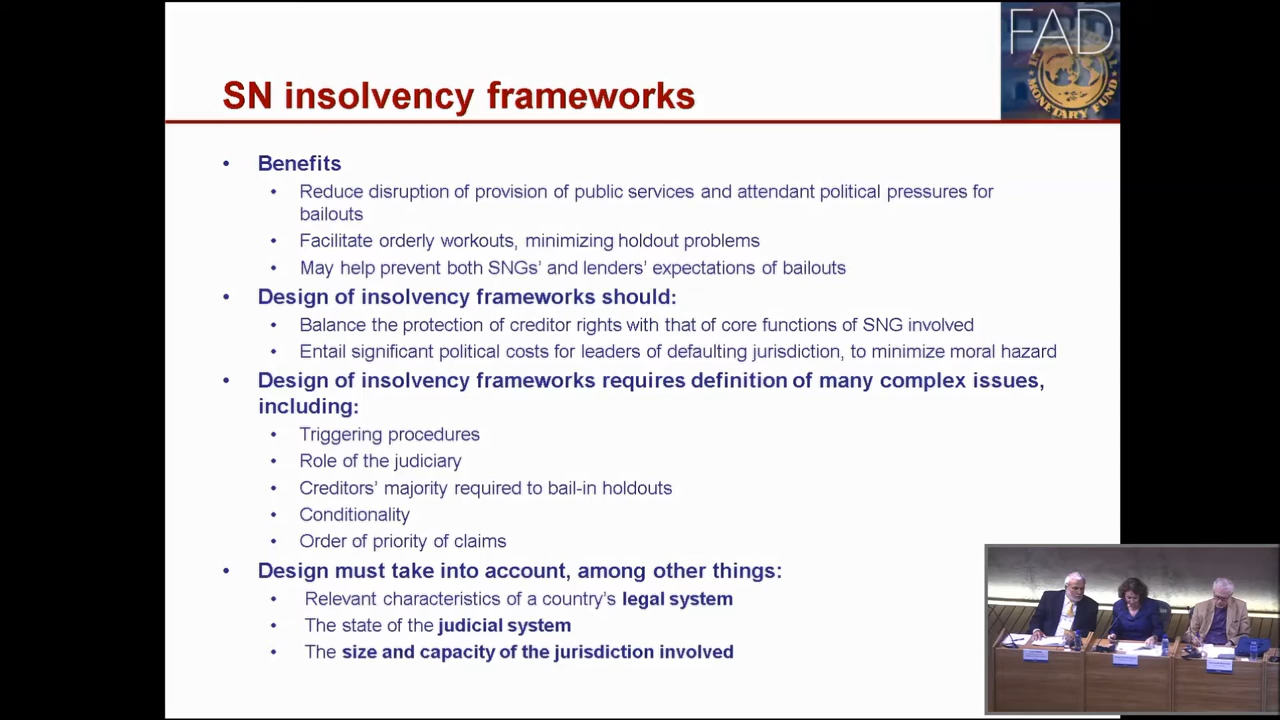 FAD
INTERNATIONAL MONETARY FUND
SN insolvency frameworks
• Benefits
• Reduce disruption of provision of public services and attendant political pressures for
bailouts
• Facilitate orderly workouts, minimizing holdout problems
• May help prevent both SNGs’ and lenders’ expectations of bailouts
• Design of insolvency frameworks should:
• Balance the protection of creditor rights with that of core functions of SNG involved
• Entail significant political costs for leaders of defaulting jurisdiction, to minimize moral hazard
• Design of insolvency frameworks requires definition of many complex issues,
including:
• Triggering procedures
• Role of the judiciary
• Creditors’ majority required to bail-in holdouts
• Conditionality
• Order of priority of claims
• Design must take into account, among other things:
• Relevant characteristics of a country’s legal system
• The state of the judicial system
• The size and capacity of the jurisdiction involved